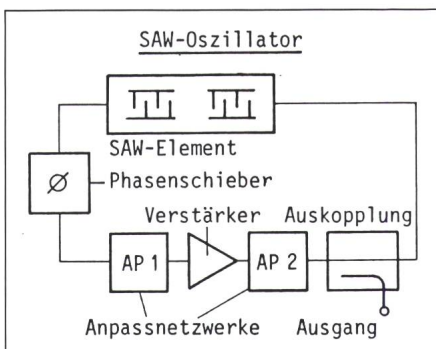 SAW-Oszillator
SAW-Element
Ø
Phasenschieber
Verstärker Auskopplung
AP 1
AP 2
Anpassnetzwerke Ausgang